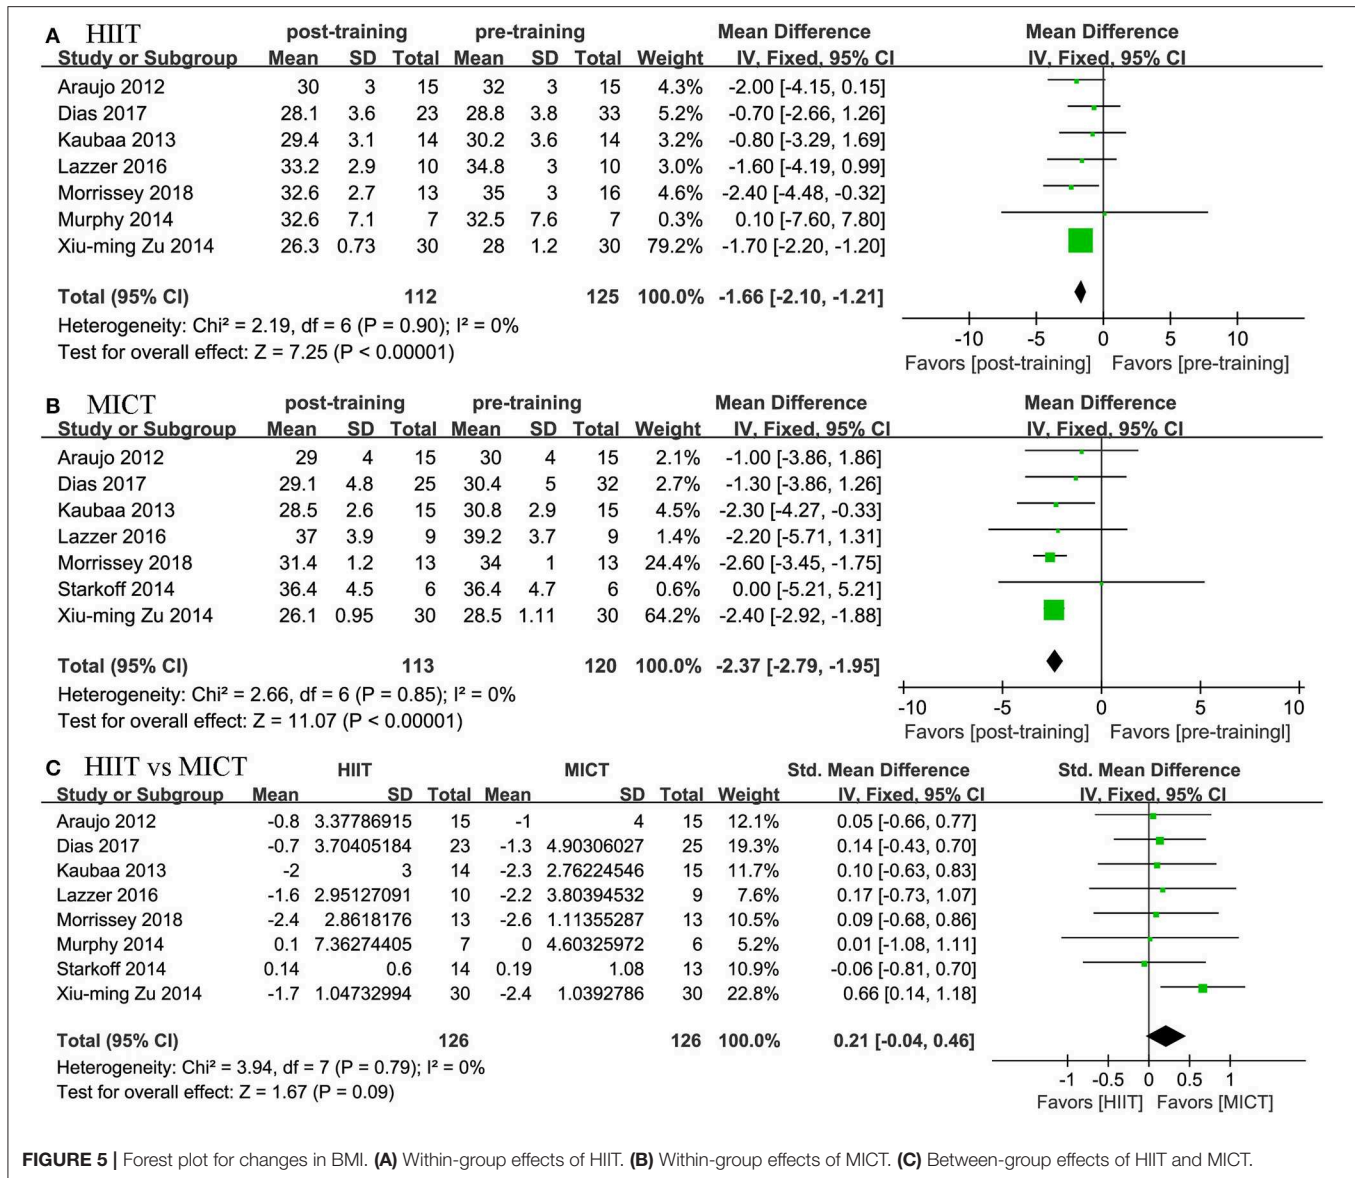 A HIIT post-training pre-training Mean Difference Mean Difference
Study or Subgroup Mean SD Total Mean SD Total Weight IV, Fixed, 95% CI IV, Fixed, 95% CI
Araujo 2012 30 3 15 32 3 15 4.3% -2.00 [-4.15, 0.15]
Dias 2017 28.1 3.6 23 28.8 3.8 33 5.2% -0.70 [-2.66, 1.26]
Kaubaa 2013 29.4 3.1 14 30.2 3.6 14 3.2% -0.80 [-3.29, 1.69]
Lazzer 2016 33.2 2.9 10 34.8 3 10 3.0% -1.60 [-4.19, 0.99]
Morrissey 2018 32.6 2.7 13 35 3 16 4.6% -2.40 [-4.48, -0.32]
Murphy 2014 32.6 7.1 7 32.5 7.6 7 0.3% 0.10 [-7.60, 7.80]
Xiu-ming Zu 2014 26.3 0.73 30 28 1.2 30 79.2% -1.70 [-2.20, -1.20]
Total (95% CI) 112 125 100.0% -1.66 [-2.10, -1.21]
Heterogeneity: Chi² = 2.19, df = 6 (P = 0.90); I² = 0%
Test for overall effect: Z = 7.25 (P < 0.00001)
-10 -5 0 5 10
Favors [post-training] Favors [pre-training]
B MICT post-training pre-training Mean Difference Mean Difference
Study or Subgroup Mean SD Total Mean SD Total Weight IV, Fixed, 95% CI IV, Fixed, 95% CI
Araujo 2012 29 4 15 30 4 15 2.1% -1.00 [-3.86, 1.86]
Dias 2017 29.1 4.8 25 30.4 5 32 2.7% -1.30 [-3.86, 1.26]
Kaubaa 2013 28.5 2.6 15 30.8 2.9 15 4.5% -2.30 [-4.27, -0.33]
Lazzer 2016 37 3.9 9 39.2 3.7 9 1.4% -2.20 [-5.71, 1.31]
Morrissey 2018 31.4 1.2 13 34 1 13 24.4% -2.60 [-3.45, -1.75]
Starkoff 2014 36.4 4.5 6 36.4 4.7 6 0.6% 0.00 [-5.21, 5.21]
Xiu-ming Zu 2014 26.1 0.95 30 28.5 1.11 30 64.2% -2.40 [-2.92, -1.88]
Total (95% CI) 113 120 100.0% -2.37 [-2.79, -1.95]
Heterogeneity: Chi² = 2.66, df = 6 (P = 0.85); I² = 0%
Test for overall effect: Z = 11.07 (P < 0.00001)
-10 -5 0 5 10
Favors [post-training] Favors [pre-trainingl]
C HIIT vs MICT HIIT MICT Std. Mean Difference Std. Mean Difference
Study or Subgroup Mean SD Total Mean SD Total Weight IV, Fixed, 95% CI IV, Fixed, 95% CI
Araujo 2012 -0.8 3.37786915 15 -1 4 15 12.1% 0.05 [-0.66, 0.77]
Dias 2017 -0.7 3.70405184 23 -1.3 4.90306027 25 19.3% 0.14 [-0.43, 0.70]
Kaubaa 2013 -2 3 14 -2.3 2.76224546 15 11.7% 0.10 [-0.63, 0.83]
Lazzer 2016 -1.6 2.95127091 10 -2.2 3.80394532 9 7.6% 0.17 [-0.73, 1.07]
Morrissey 2018 -2.4 2.8618176 13 -2.6 1.11355287 13 10.5% 0.09 [-0.68, 0.86]
Murphy 2014 0.1 7.36274405 7 0 4.60325972 6 5.2% 0.01 [-1.08, 1.11]
Starkoff 2014 0.14 0.6 14 0.19 1.08 13 10.9% -0.06 [-0.81, 0.70]
Xiu-ming Zu 2014 -1.7 1.04732994 30 -2.4 1.0392786 30 22.8% 0.66 [0.14, 1.18]
Total (95% CI) 126 126 100.0% 0.21 [-0.04, 0.46]
Heterogeneity: Chi² = 3.94, df = 7 (P = 0.79); I² = 0%
Test for overall effect: Z = 1.67 (P = 0.09)
-1 -0.5 0 0.5 1
Favors [HIIT] Favors [MICT]
FIGURE 5 | Forest plot for changes in BMI. (A) Within-group effects of HIIT. (B) Within-group effects of MICT. (C) Between-group effects of HIIT and MICT.